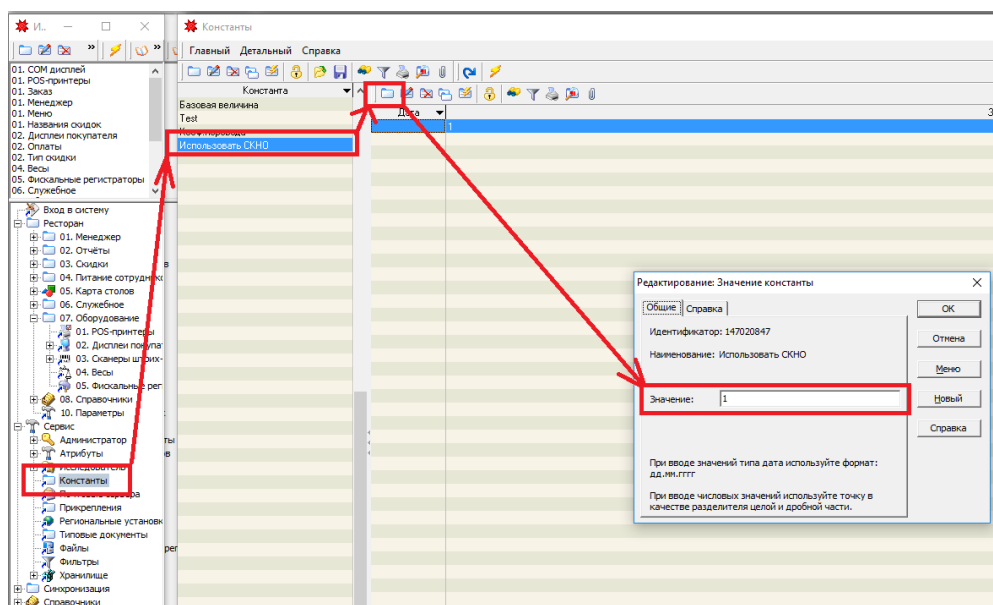 И..
Константы
»
»
Главный Детальный Справка
01. COM дисплей
01. POS-принтеры
01. Заказ
01. Менеджер
01. Меню
01. Названия скидок
02. Дисплеи покупателя
02. Оплаты
02. Тип скидки
04. Весы
05. Фискальные регистраторы
06. Служебное
Вход в систему
Ресторан
01. Менеджер
02. Отчёты
03. Скидки
в
04. Питание сотруднико
05. Карта столов
06. Служебное
07. Оборудование
01. POS-принтеры
02. Дисплеи покупа
03. Сканеры штрих-
04. Весы
05. Фискальные рег
08. Справочники
10. Параметры
Сервис
Администратор
ты
Атрибуты
ов
Исследователь
Константы
Прикрепления
Региональные установк
Типовые документы
Файлы
рег
Фильтры
Хранилище
Синхронизация
Справочники
Константа
Базовая величина
Test
Использовать СКНО
Дата
З
1
Редактирование: Значение константы
Общие
Справка
Идентификатор: 147020847
Наименование: Использовать СКНО
Значение:
1
При вводе значений типа дата используйте формат:
дд.мм.гггг
При вводе числовых значений используйте точку в
качестве разделителя целой и дробной части.
OK
Отмена
Меню
Новый
Справка